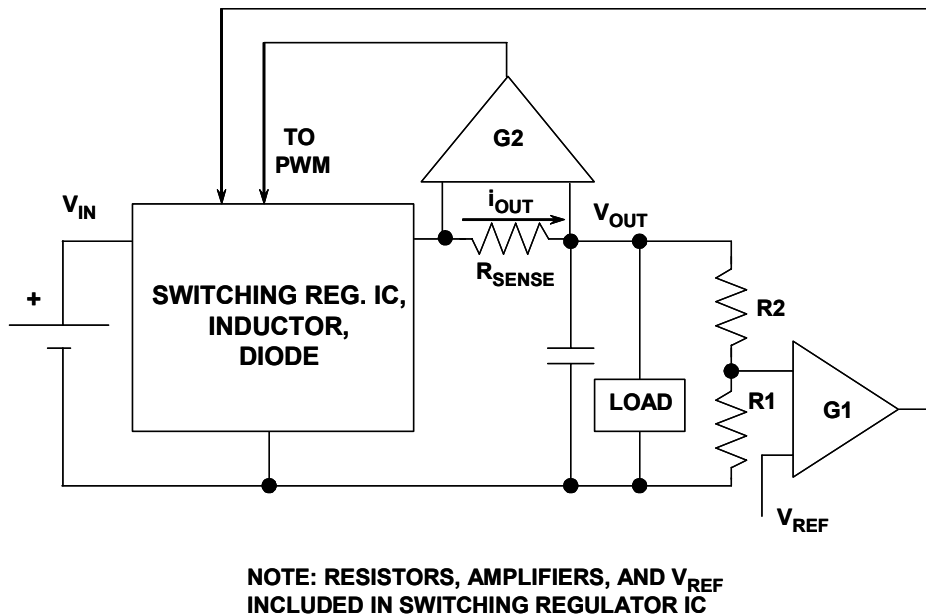 TO
PWM
G2
V_IN
i_OUT
V_OUT
R_SENSE
+
SWITCHING REG. IC,
INDUCTOR,
DIODE
R2
LOAD
R1
G1
V_REF
NOTE: RESISTORS, AMPLIFIERS, AND V_REF
INCLUDED IN SWITCHING REGULATOR IC